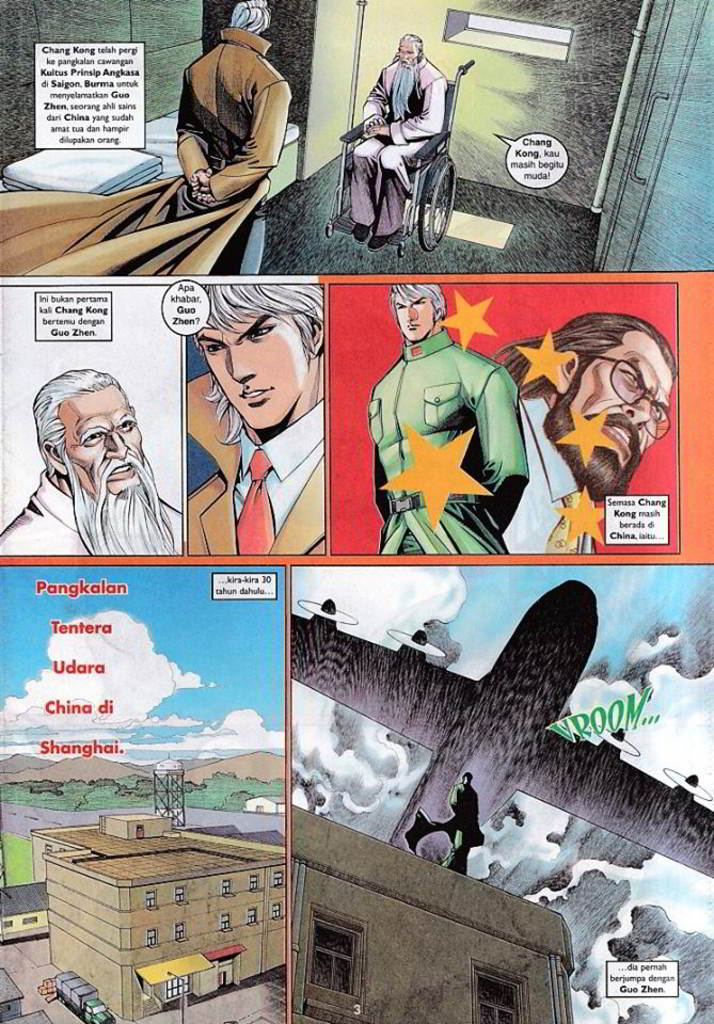 Chang Kong telah pergi
ke pangkalan cawangan
Kultus Prinsip Angkasa
di Saigon, Burma untuk
menyelamatkan Guo
Zhen, seorang ahli sains
dari China yang sudah
amat tua dan hampir
dilupakan orang.
Chang
Kong, kau
masih begitu
muda!
Ini bukan pertama
kali Chang Kong
bertemu dengan
Guo Zhen.
Apa
khabar,
Guo
Zhen?
Semasa Chang
Kong masih
berada di
China, iaitu...
Pangkalan
Tentera
Udara
China di
Shanghai.
...kira-kira 30
tahun dahulu...
VROOM...
...dia pernah
berjumpa dengan
Guo Zhen.
3